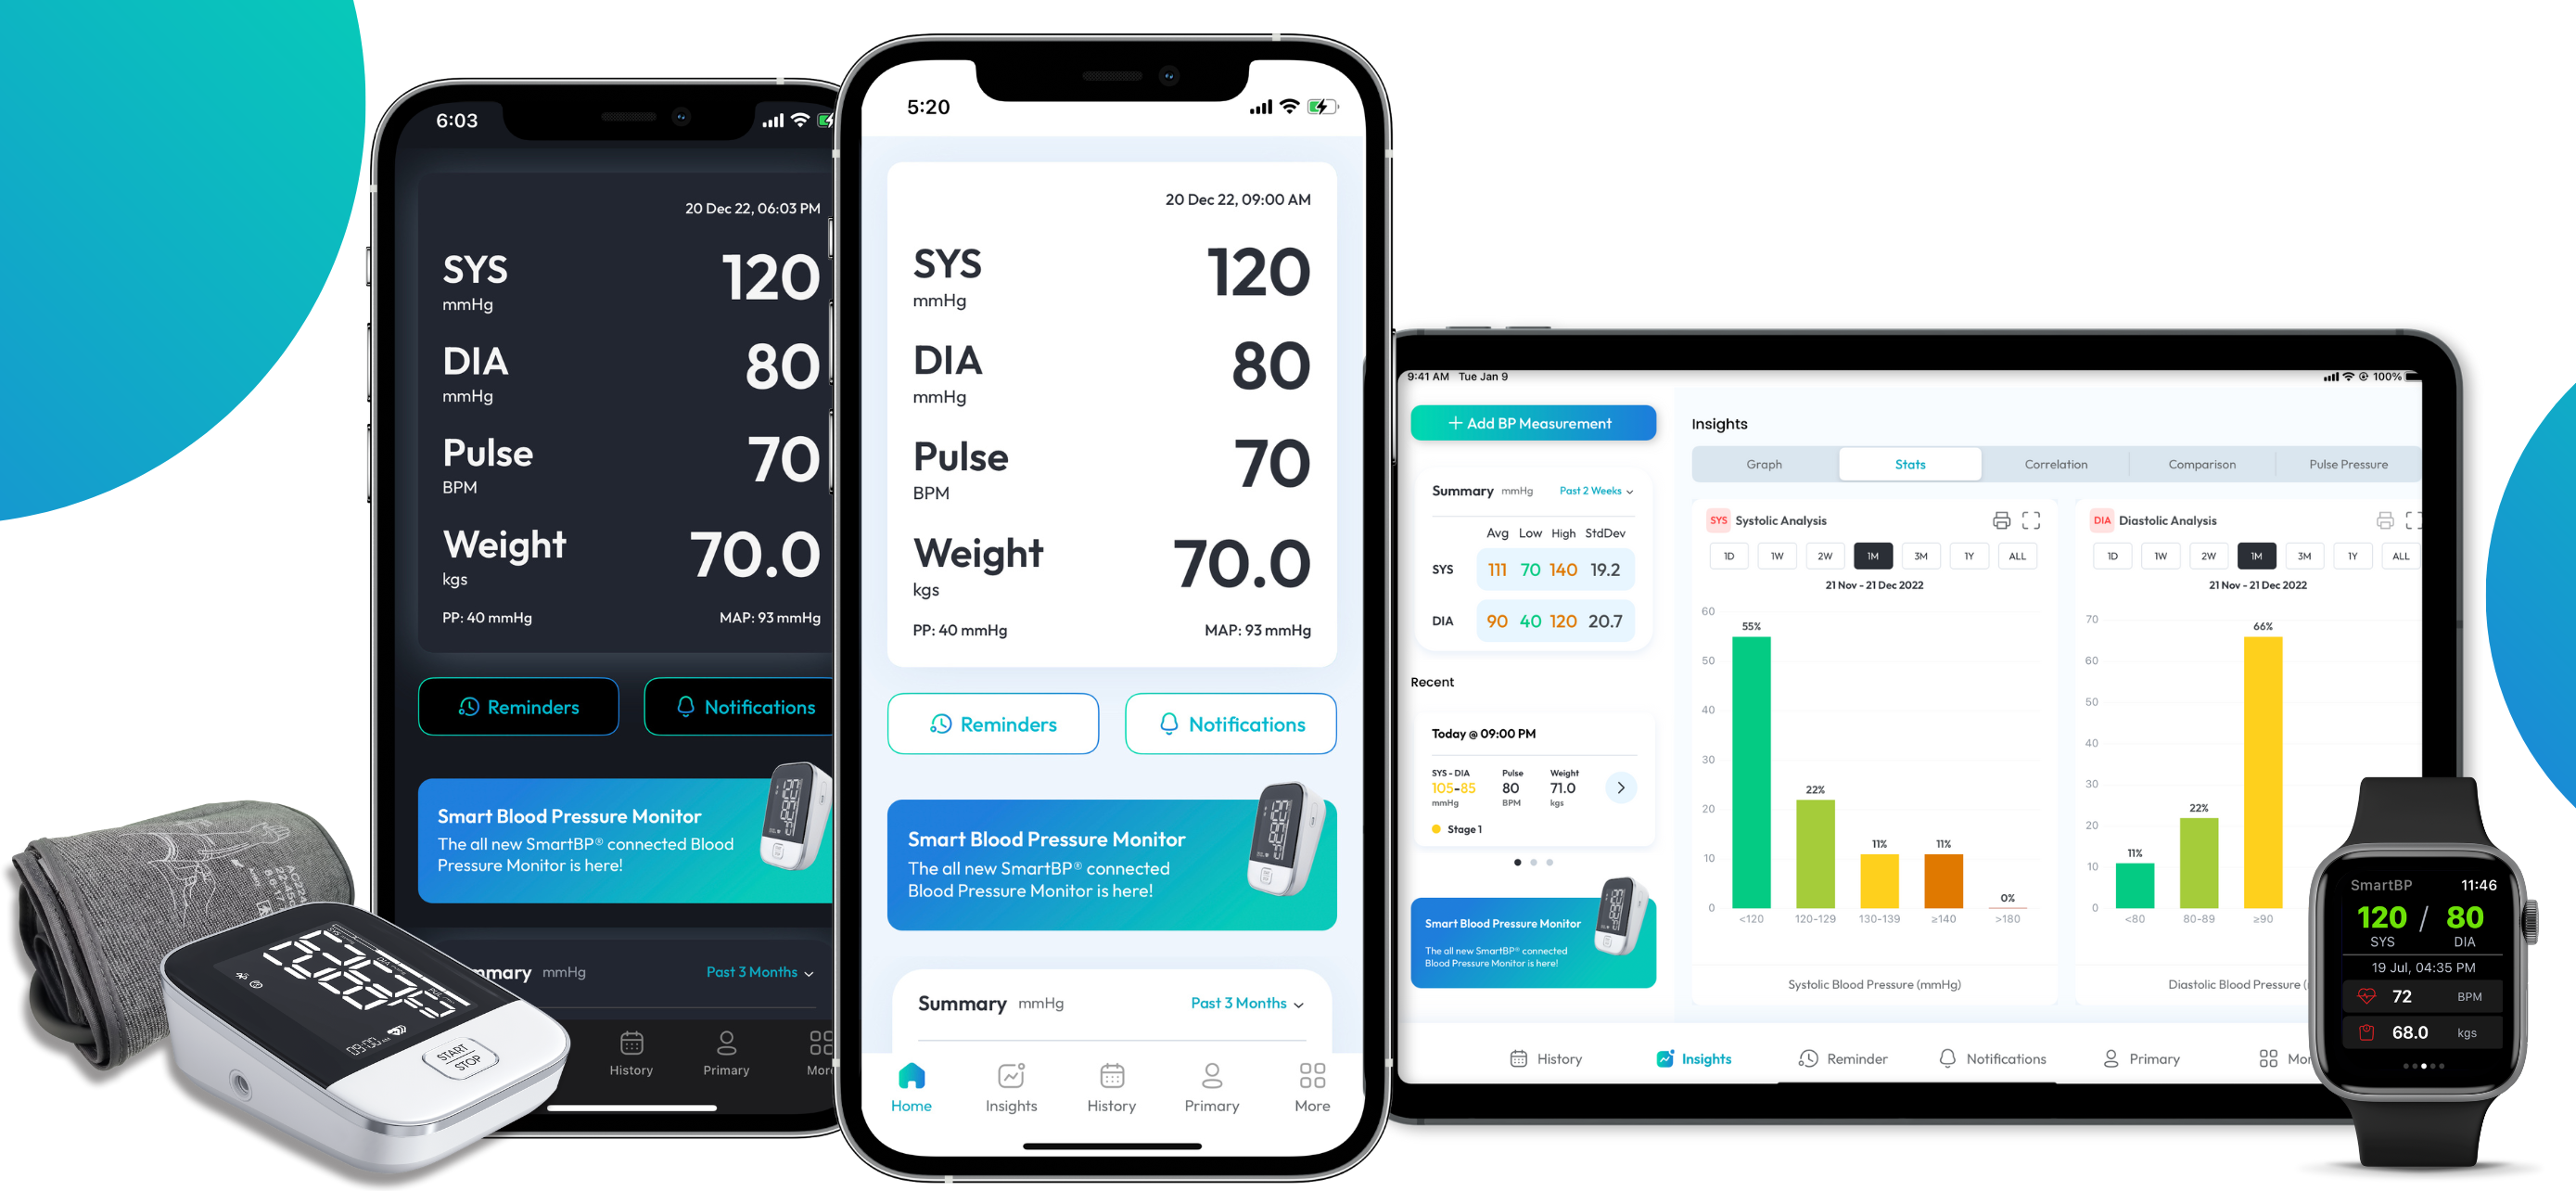 6:03
20 Dec 22, 06:03 PM
SYS 120
mmHg
DIA 80
mmHg
Pulse 70
BPM
Weight 70.0
kgs
PP: 40 mmHg MAP: 93 mmHg
Reminders Notifications
Smart Blood Pressure Monitor
The all new SmartBP® connected Blood
Pressure Monitor is here!
mmHg Past 3 Months
History Primary
START
STOP
5:20
20 Dec 22, 09:00 AM
SYS 120
mmHg
DIA 80
mmHg
Pulse 70
BPM
Weight 70.0
kgs
PP: 40 mmHg MAP: 93 mmHg
Reminders Notifications
Smart Blood Pressure Monitor
The all new SmartBP® connected
Blood Pressure Monitor is here!
Summary mmHg Past 3 Months
Home Insights History Primary More
9:41 AM Tue Jan 9 100%
+ Add BP Measurement
Summary mmHg Past 2 Weeks
Avg Low High StdDev
SYS 111 70 140 19.2
DIA 90 40 120 20.7
Recent
Today @ 09:00 PM
SYS - DIA Pulse Weight
105-85 80 71.0
mmHg BPM kgs
Stage 1
Smart Blood Pressure Monitor
The all new SmartBP® connected
Blood Pressure Monitor is here!
Insights
Graph Stats Correlation Comparison Pulse Pressure
SYS Systolic Analysis
1D 1W 2W 1M 3M 1Y ALL
21 Nov - 21 Dec 2022
60
55%
50
40
30
22%
20
11% 11%
10
0%
0
<120 120-129 130-139 ≥140 >180
Systolic Blood Pressure (mmHg)
DIA Diastolic Analysis
1D 1W 2W 1M 3M 1Y ALL
21 Nov - 21 Dec 2022
70
66%
60
50
40
30
22%
20
11%
10
0
<80 80-89 ≥90
Diastolic Blood Pressure
History Insights Reminder Notifications Primary
SmartBP 11:46
120 / 80
SYS DIA
19 Jul, 04:35 PM
72 BPM
68.0 kgs